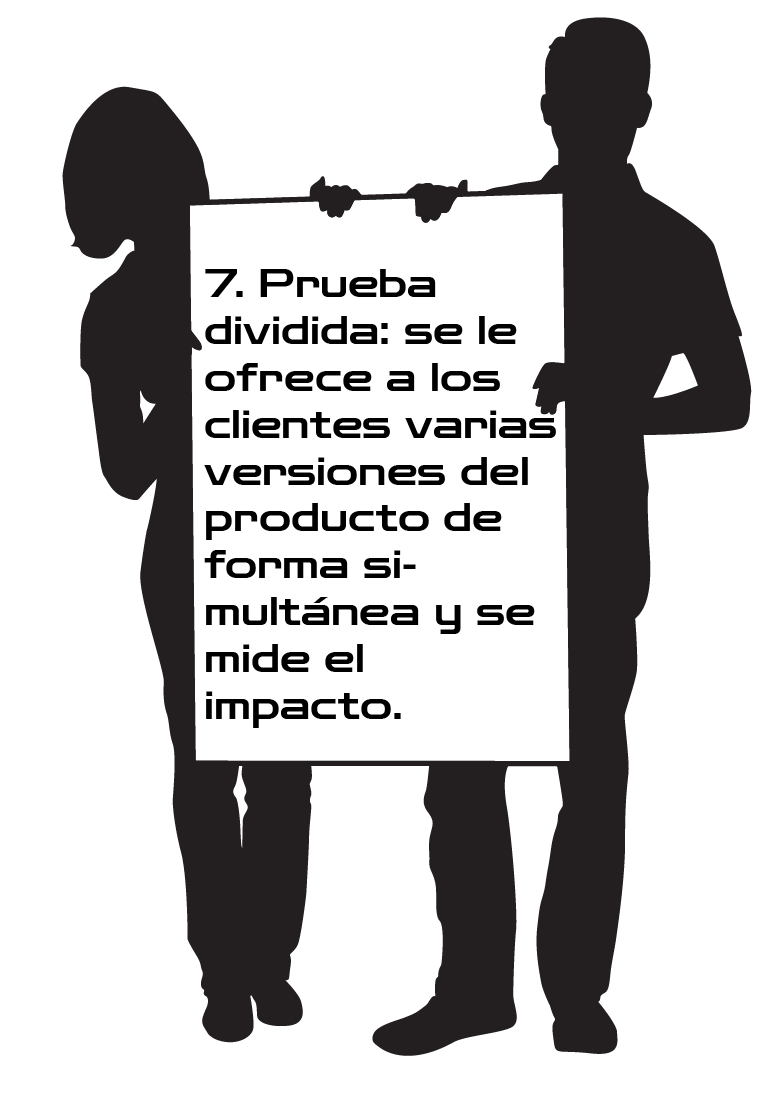 7. Prueba
dividida: se le
ofrece a los
clientes varias
versiones del
producto de
forma si-
multánea y se
mide el
impacto.